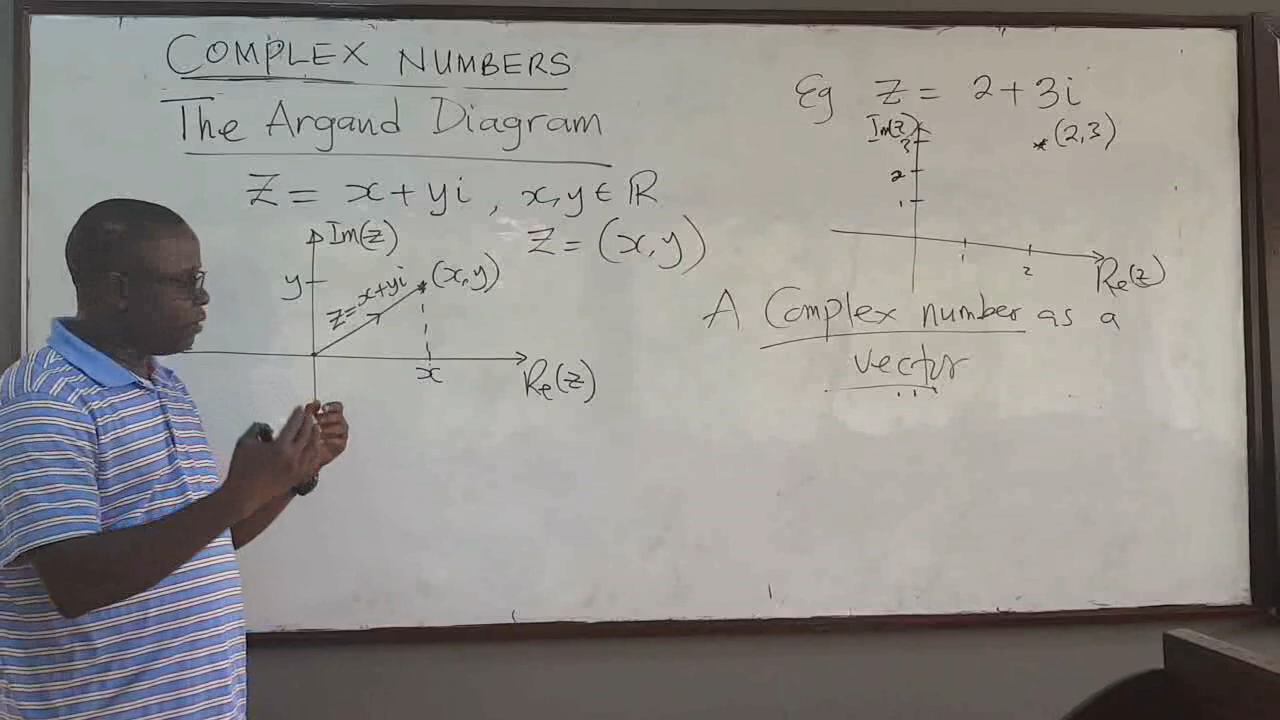 COMPLEX NUMBERS
The Argand Diagram
Z = x + yi , x, y ∈ ℝ
Z = (x, y)
Im(z)
y
Z = x+yi
(x, y)
x
Re(z)
Eg Z = 2 + 3i
Im(z)
3
(2,3)
2
1
1
2
Re(z)
A Complex number as a
vector